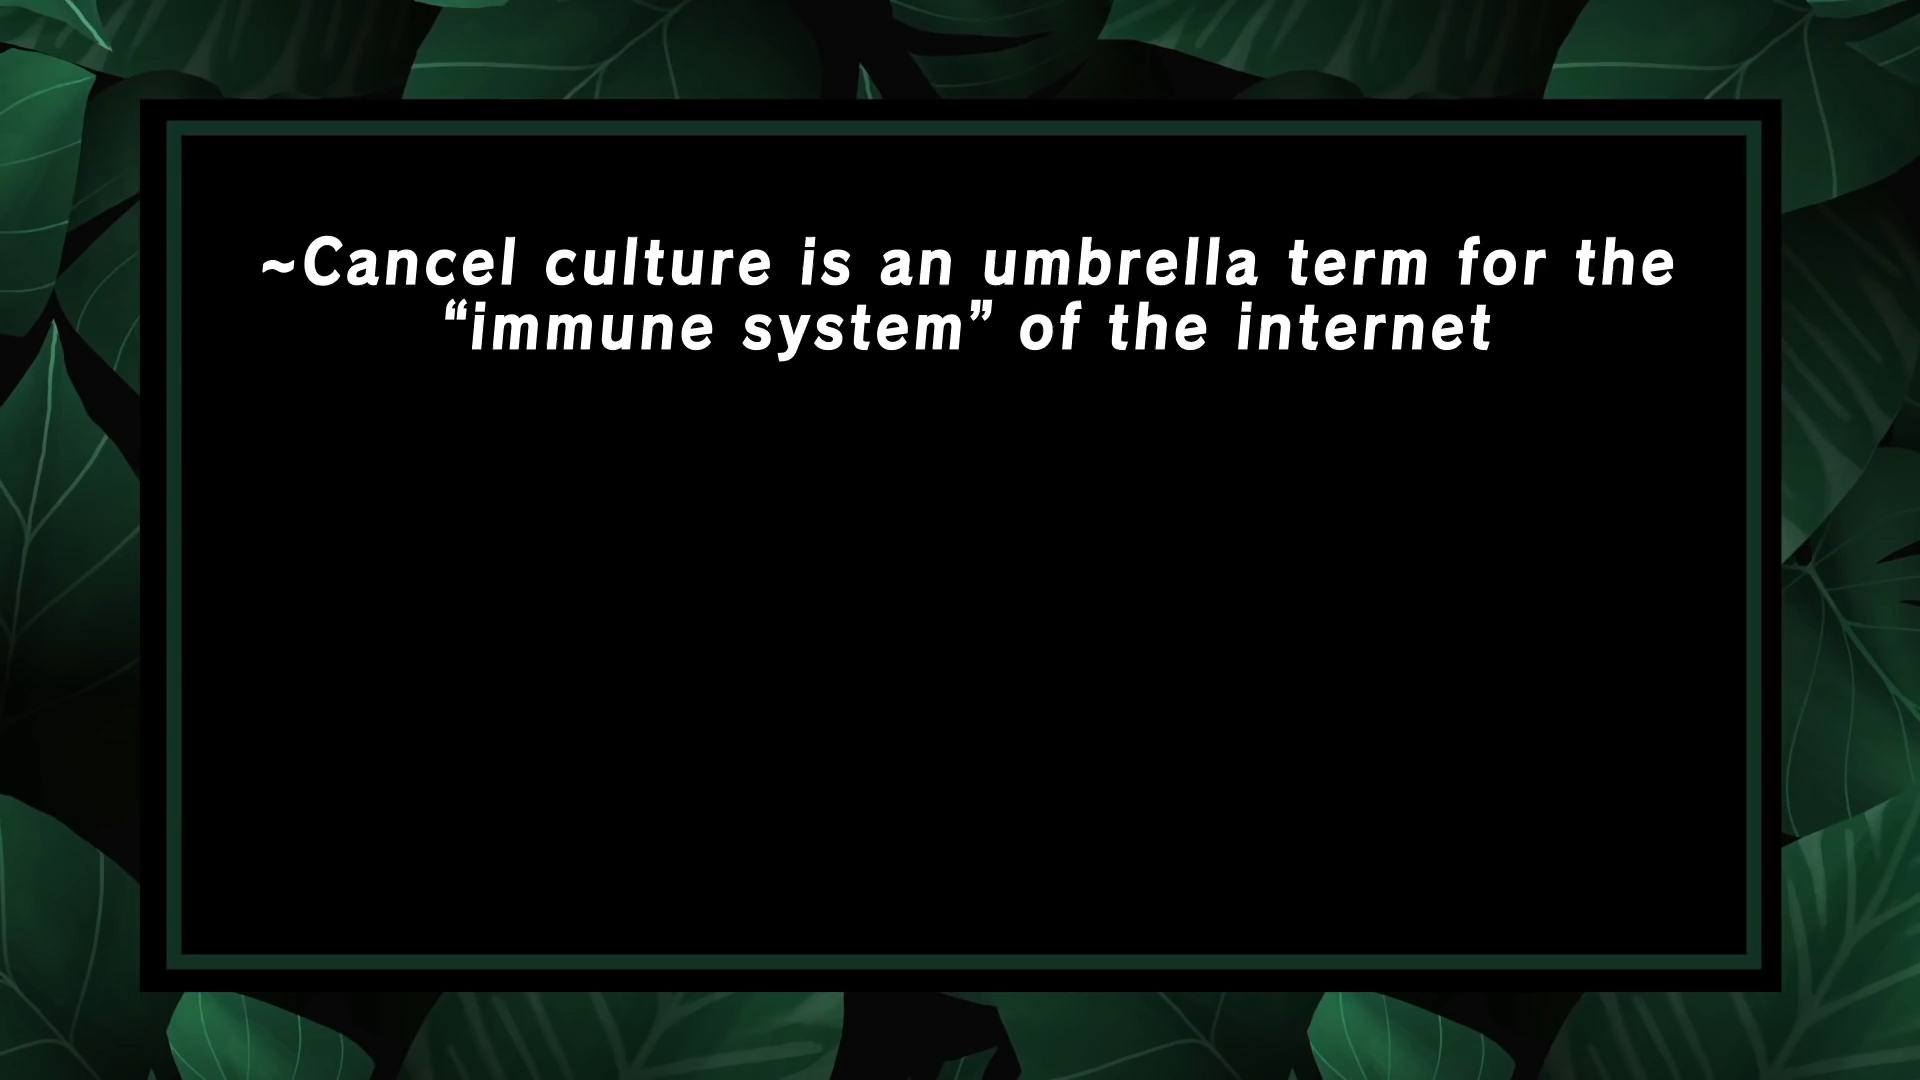 ~Cancel culture is an umbrella term for the
“immune system” of the internet